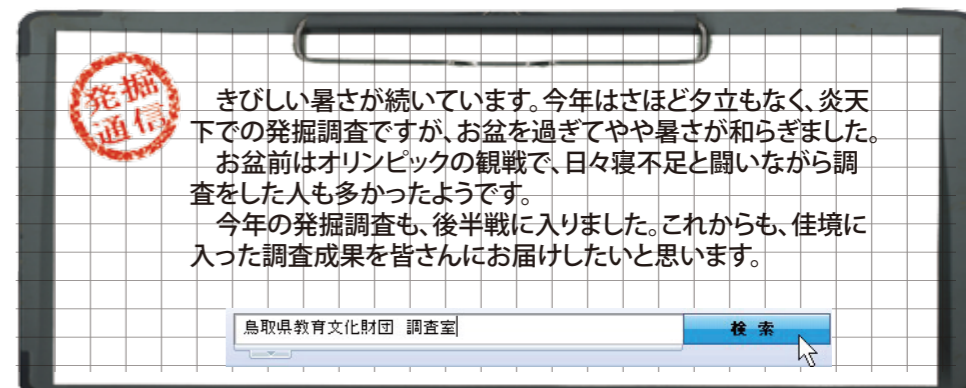 発掘
通信
きびしい暑さが続いています。今年はさほど夕立もなく、炎天
下での発掘調査ですが、お盆を過ぎてやや暑さが和らぎました。
お盆前はオリンピックの観戦で、日々寝不足と闘いながら調
査をした人も多かったようです。
今年の発掘調査も、後半戦に入りました。これからも、佳境に
入った調査成果を皆さんにお届けしたいと思います。
鳥取県教育文化財団 調査室 検索